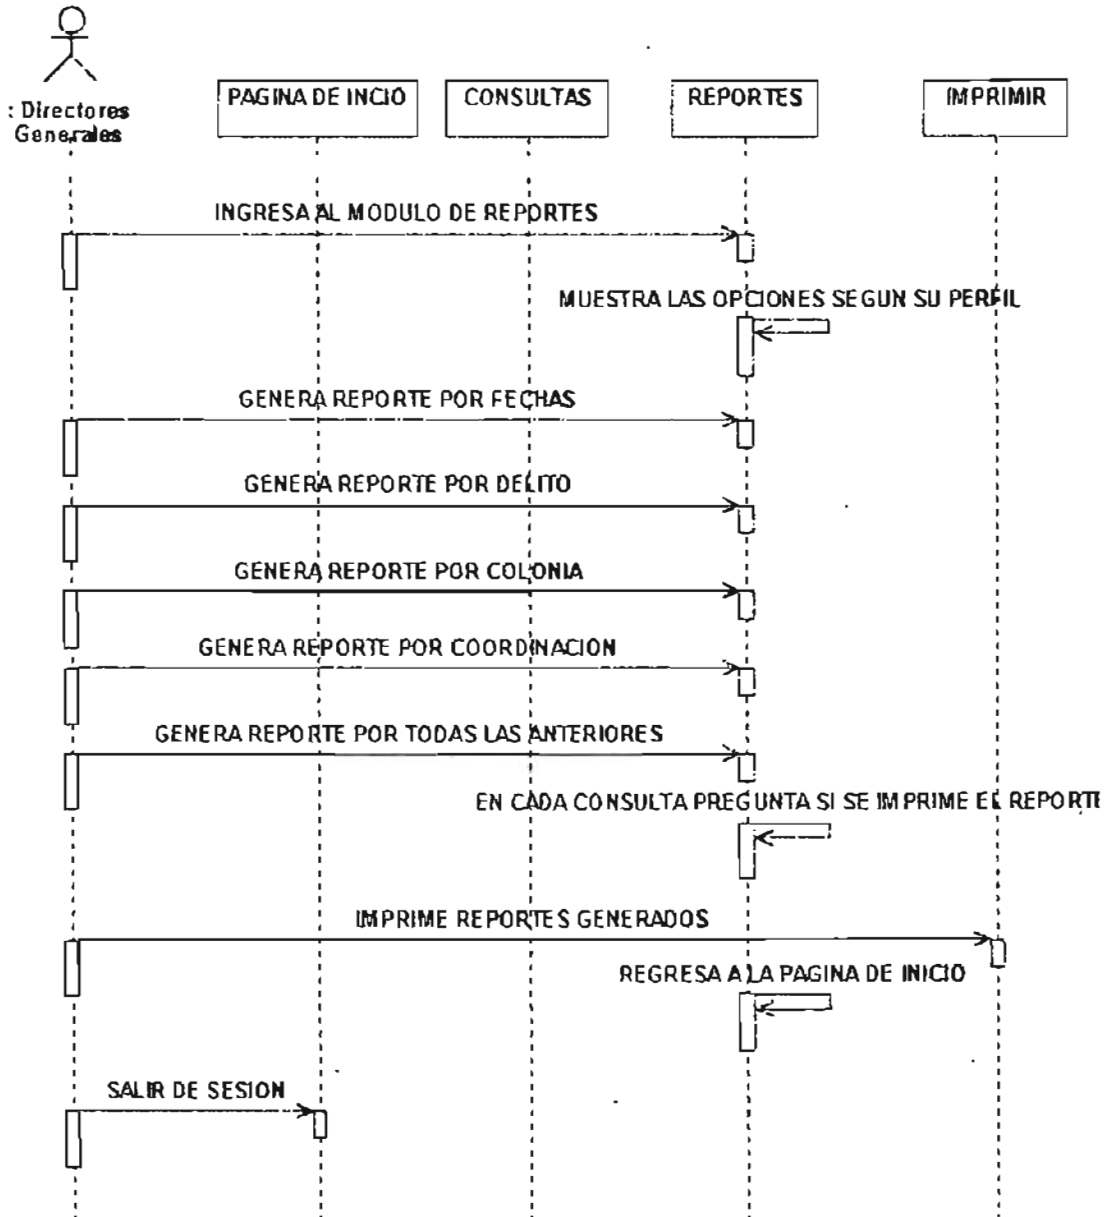 : Directores
Generales
PAGINA DE INCIO
CONSULTAS
REPORTES
IMPRIMIR
INGRESA AL MODULO DE REPORTES
MUESTRA LAS OPCIONES SEGUN SU PERFIL
GENERA REPORTE POR FECHAS
GENERA REPORTE POR DELITO
GENERA REPORTE POR COLONIA
GENERA REPORTE POR COORDINACION
GENERA REPORTE POR TODAS LAS ANTERIORES
EN CADA CONSULTA PREGUNTA SI SE IMPRIME EL REPORTE
IMPRIME REPORTES GENERADOS
REGRESA A LA PAGINA DE INICIO
SALIR DE SESION